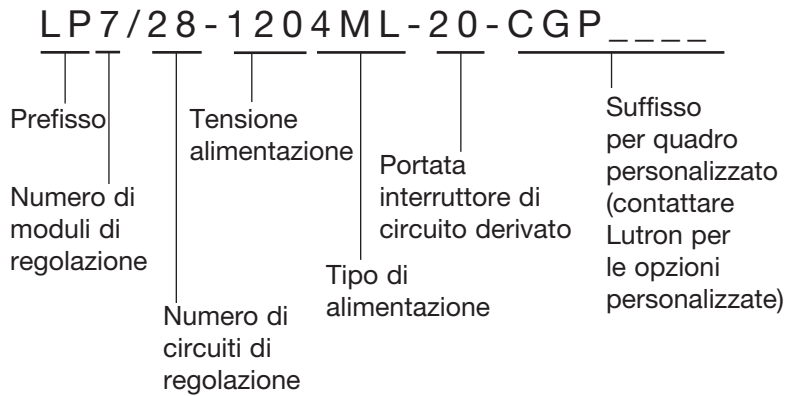 LP7/28-1204ML-20-CGP____
Prefisso
Numero di
moduli di
regolazione
Numero di
circuiti di
regolazione
Tensione
alimentazione
Tipo di
alimentazione
Portata
interruttore di
circuito derivato
Suffisso
per quadro
personalizzato
(contattare
Lutron per
le opzioni
personalizzate)